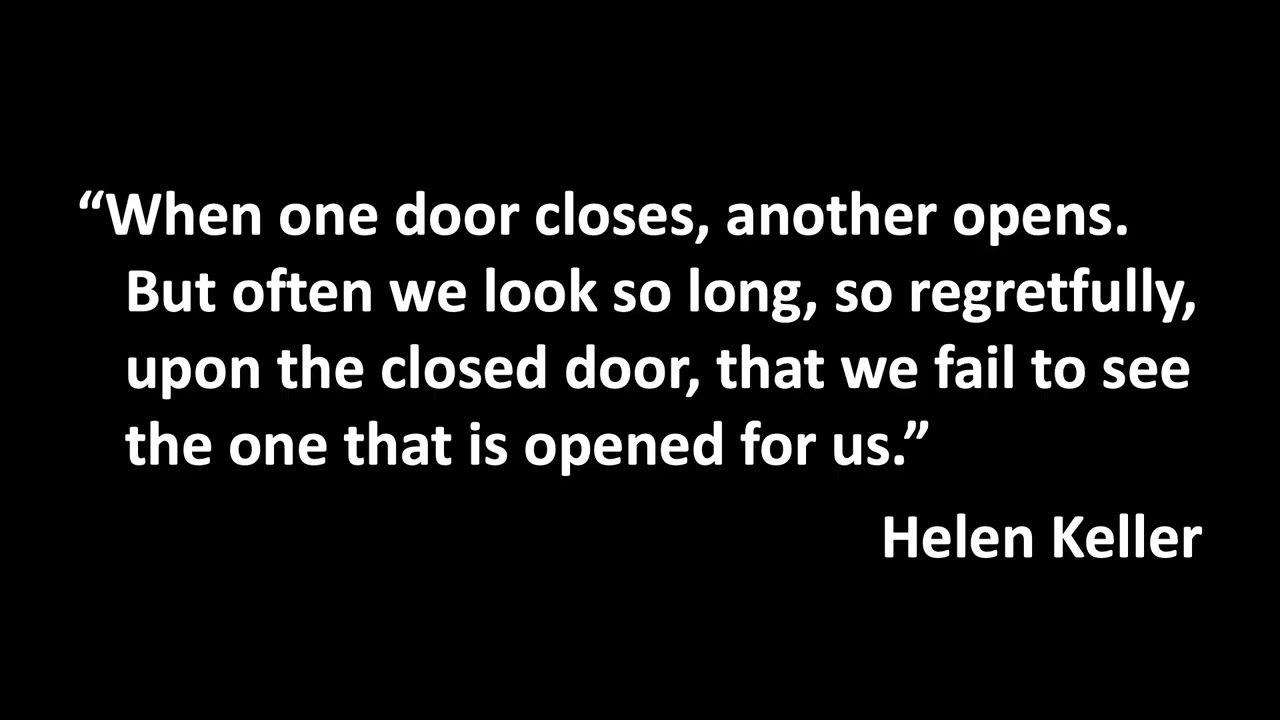 “When one door closes, another opens.
But often we look so long, so regretfully,
upon the closed door, that we fail to see
the one that is opened for us.”
Helen Keller